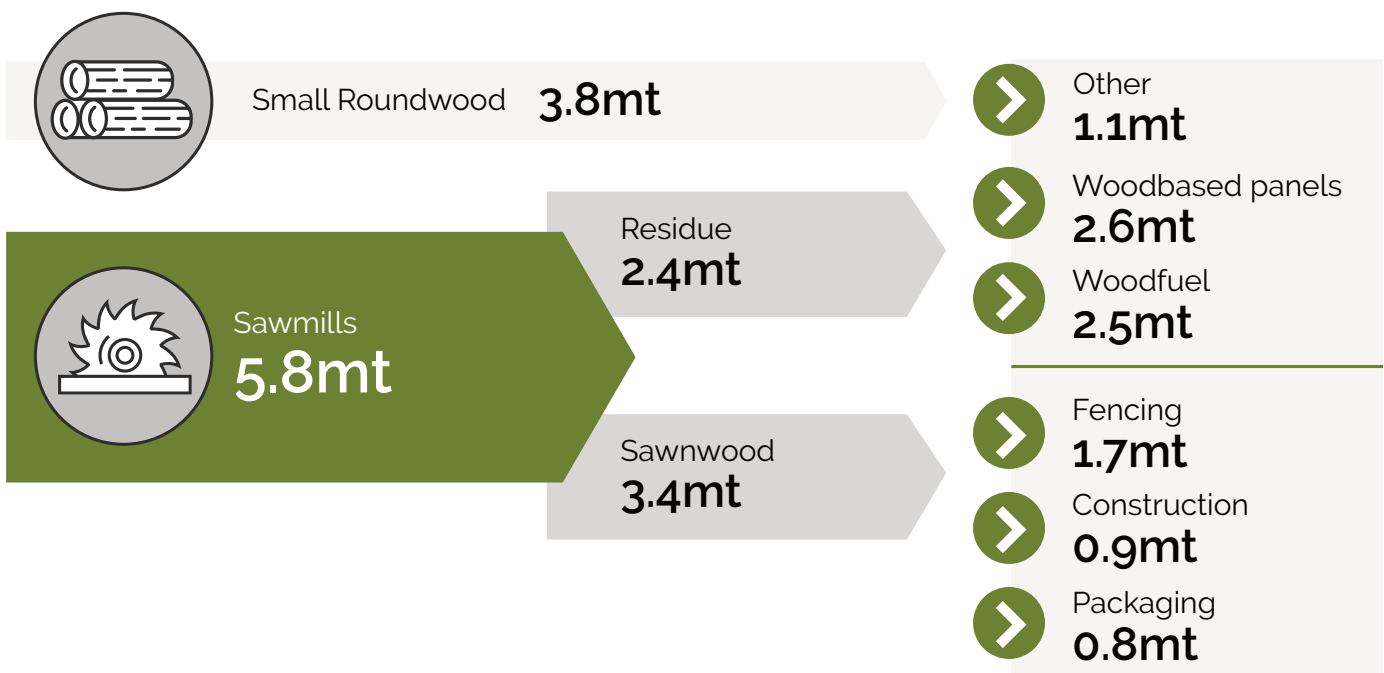 Small Roundwood 3.8mt
Sawmills
5.8mt
Residue
2.4mt
Sawnwood
3.4mt
Other
1.1mt
Woodbased panels
2.6mt
Woodfuel
2.5mt
Fencing
1.7mt
Construction
0.9mt
Packaging
0.8mt